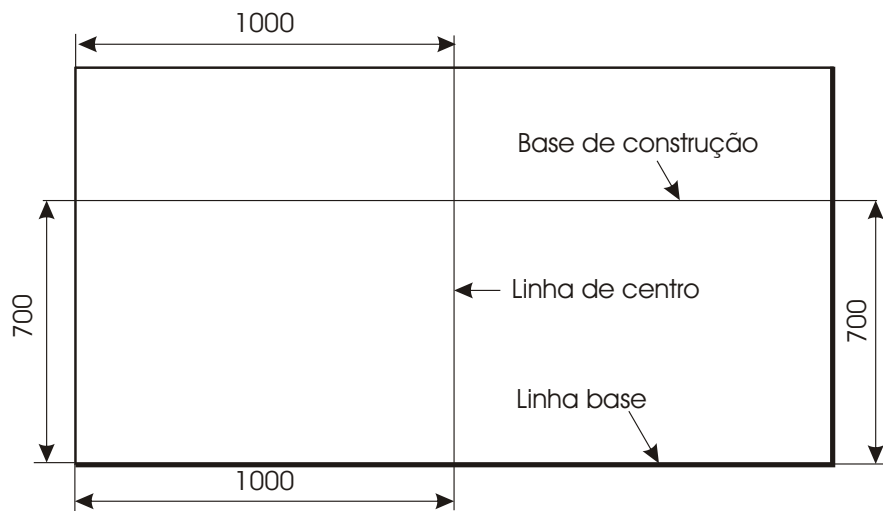 1000
Base de construção
Linha de centro
700
700
Linha base
1000